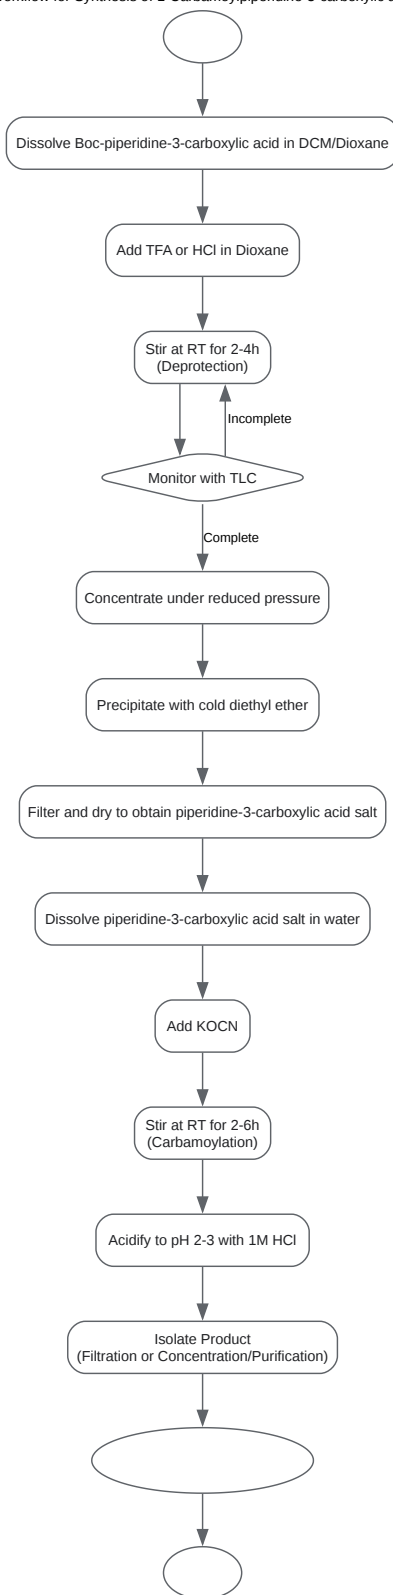 Dissolve Boc-piperidine-3-carboxylic acid in DCM/Dioxane
Add TFA or HCl in Dioxane
Stir at RT for 2-4h
(Deprotection)
Incomplete
Monitor with TLC
Complete
Concentrate under reduced pressure
Precipitate with cold diethyl ether
Filter and dry to obtain piperidine-3-carboxylic acid salt
Dissolve piperidine-3-carboxylic acid salt in water
Add KOCN
Stir at RT for 2-6h
(Carbamoylation)
Acidify to pH 2-3 with 1M HCl
Isolate Product
(Filtration or Concentration/Purification)